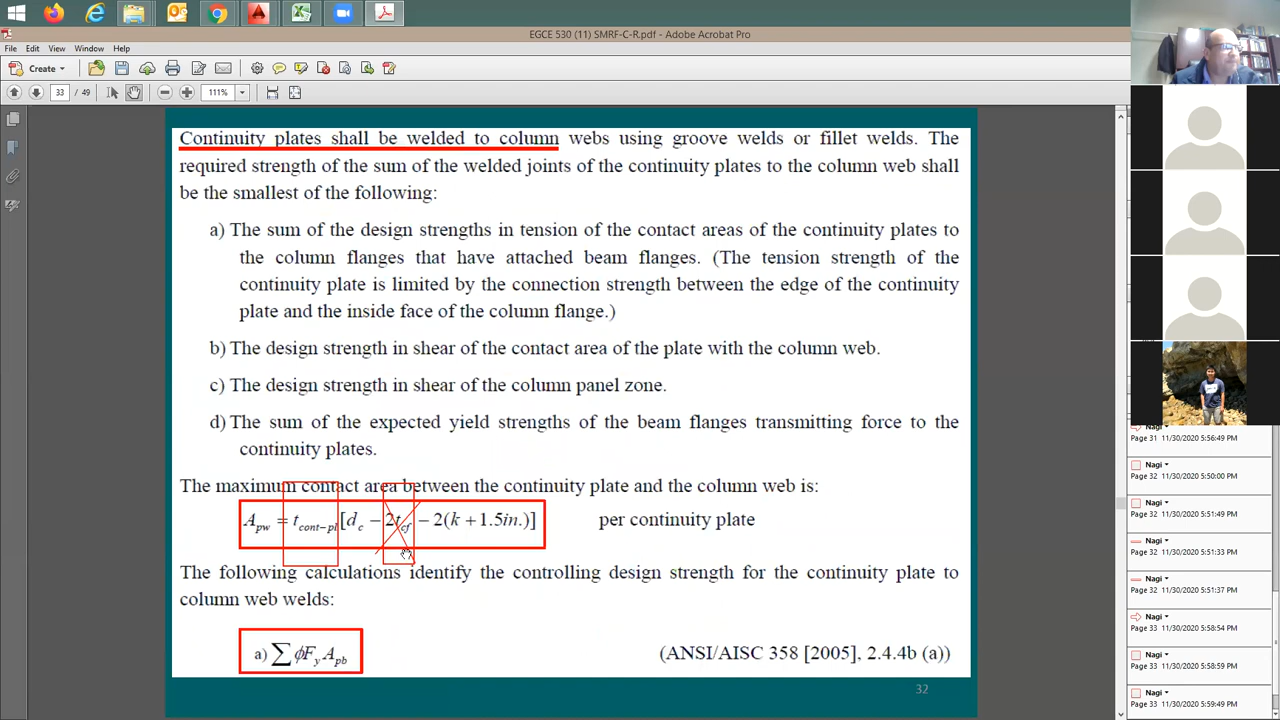 EGCE 530 (11) SMRF-C-R.pdf - Adobe Acrobat Pro
File Edit View Window Help
Create
33 / 49 111%
Continuity plates shall be welded to column webs using groove welds or fillet welds. The
required strength of the sum of the welded joints of the continuity plates to the column web shall
be the smallest of the following:
a) The sum of the design strengths in tension of the contact areas of the continuity plates to
the column flanges that have attached beam flanges. (The tension strength of the
continuity plate is limited by the connection strength between the edge of the continuity
plate and the inside face of the column flange.)
b) The design strength in shear of the contact area of the plate with the column web.
c) The design strength in shear of the column panel zone.
d) The sum of the expected yield strengths of the beam flanges transmitting force to the
continuity plates.
The maximum contact area between the continuity plate and the column web is:
A_pw = t_cont-pl [d_c − 2t_cf − 2(k + 1.5in.)] per continuity plate
The following calculations identify the controlling design strength for the continuity plate to
column web welds:
a) ∑ϕF_y A_pb (ANSI/AISC 358 [2005], 2.4.4b (a))
32
Page 31 11/30/2020 5:56:49 PM
Nagi
Page 32 11/30/2020 5:50:00 PM
Nagi
Page 32 11/30/2020 5:51:49 PM
Nagi
Page 32 11/30/2020 5:51:33 PM
Nagi
Page 32 11/30/2020 5:51:37 PM
Nagi
Page 33 11/30/2020 5:58:54 PM
Nagi
Page 33 11/30/2020 5:58:59 PM
Nagi
Page 33 11/30/2020 5:59:49 PM